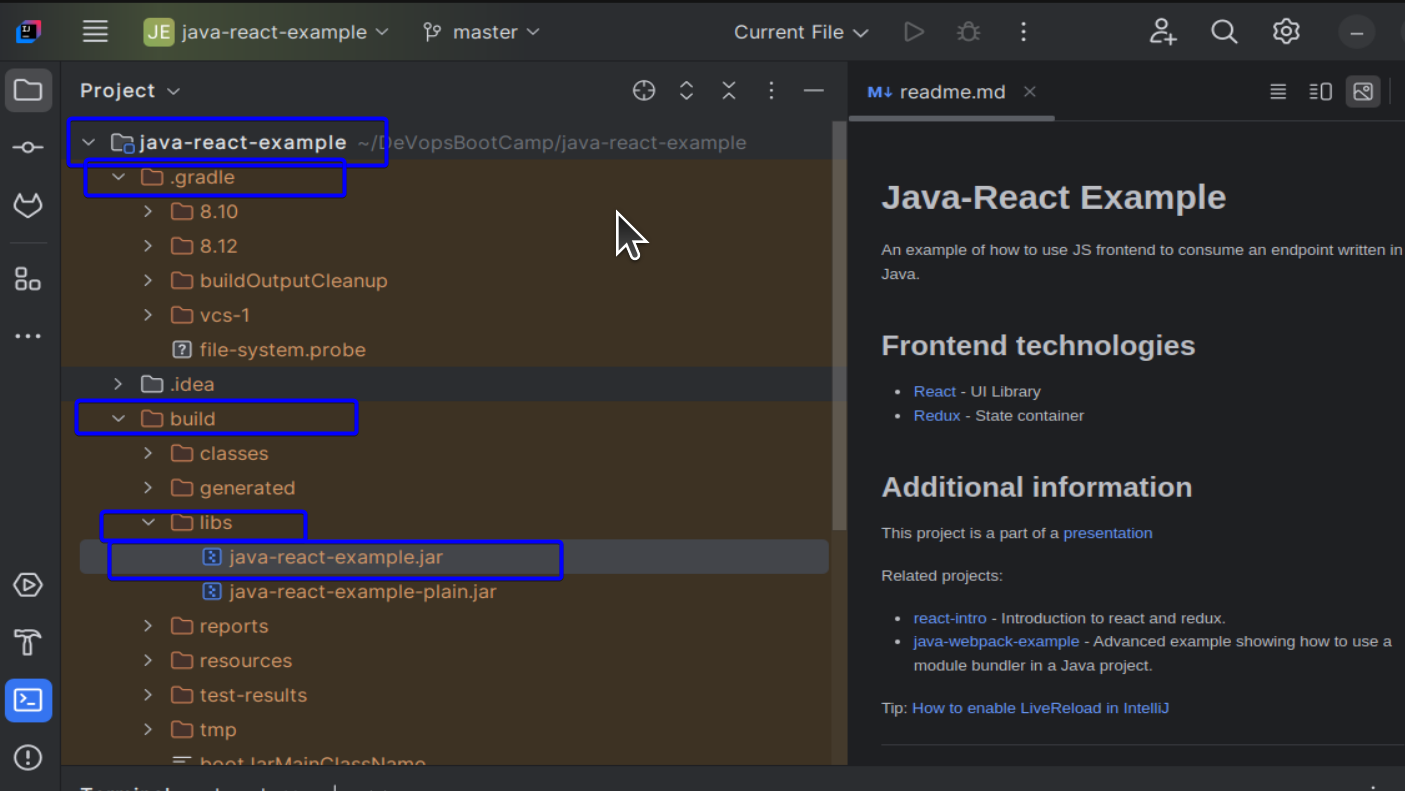 JE java-react-example master Current File
Project
readme.md
java-react-example ~/DeVopsBootCamp/java-react-example
.gradle
8.10
8.12
buildOutputCleanup
vcs-1
file-system.probe
.idea
build
classes
generated
libs
java-react-example.jar
java-react-example-plain.jar
reports
resources
test-results
tmp
bootJarMainClassName
Java-React Example
An example of how to use JS frontend to consume an endpoint written in
Java.
Frontend technologies
React - UI Library
Redux - State container
Additional information
This project is a part of a presentation
Related projects:
react-intro - Introduction to react and redux.
java-webpack-example - Advanced example showing how to use a
module bundler in a Java project.
Tip: How to enable LiveReload in IntelliJ
Terminal